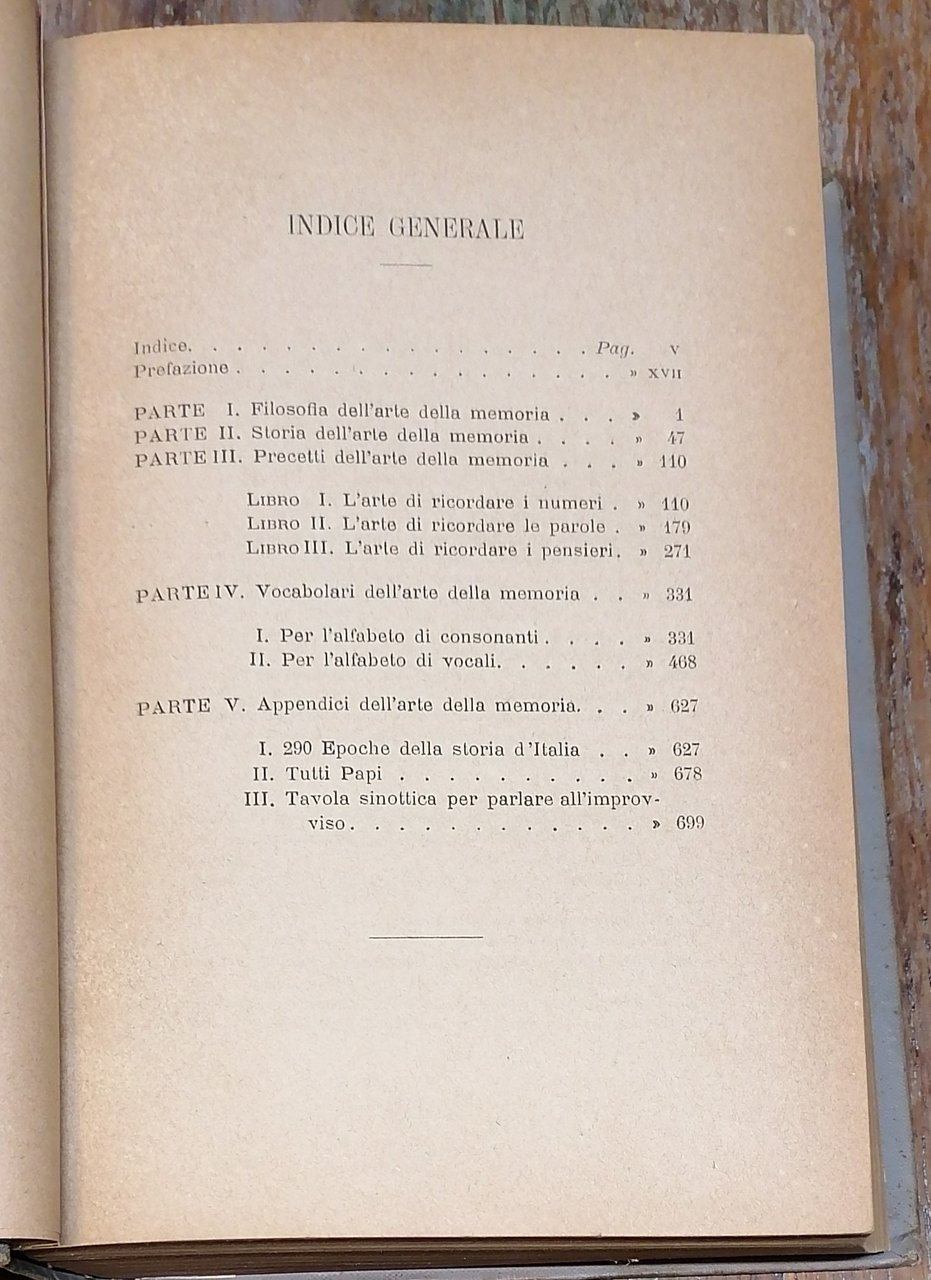 INDICE GENERALE
Indice. . . . . . . . . . . . . . . . . Pag. V
Prefazione . . . . . . . . . . . . . . . . » XVII
PARTE I. Filosofia dell'arte della memoria . . . » 1
PARTE II. Storia dell'arte della memoria . . . . » 47
PARTE III. Precetti dell'arte della memoria . . . » 110
LIBRO I. L'arte di ricordare i numeri . » 110
LIBRO II. L'arte di ricordare le parole . » 179
LIBRO III. L'arte di ricordare i pensieri. » 271
PARTE IV. Vocabolari dell'arte della memoria . . » 331
I. Per l'alfabeto di consonanti . . . . » 331
II. Per l'alfabeto di vocali. . . . . . » 468
PARTE V. Appendici dell'arte della memoria. . . » 627
I. 290 Epoche della storia d'Italia . . » 627
II. Tutti Papi . . . . . . . . . . » 678
III. Tavola sinottica per parlare all'improv-
viso . . . . . . . . . . . . » 699